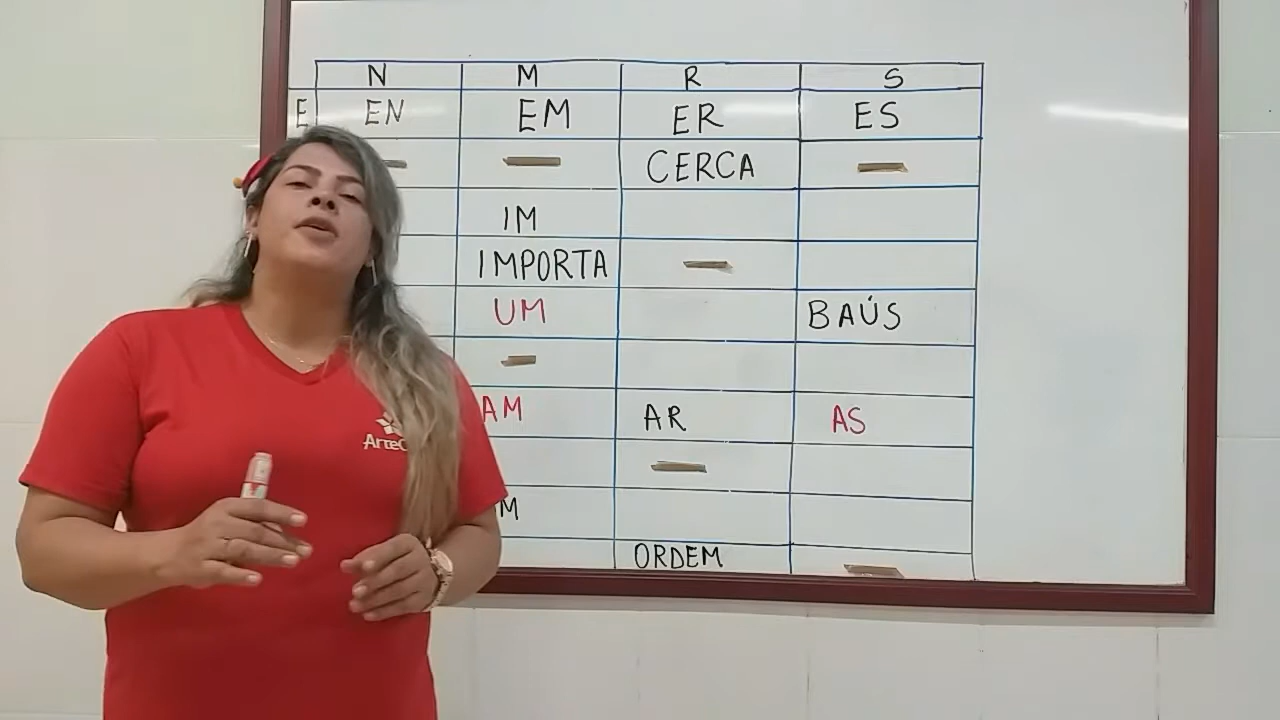 N M R S
E EN EM ER ES
CERCA
IM
IMPORTA
UM BAÚS
AM AR AS
M
ORDEM